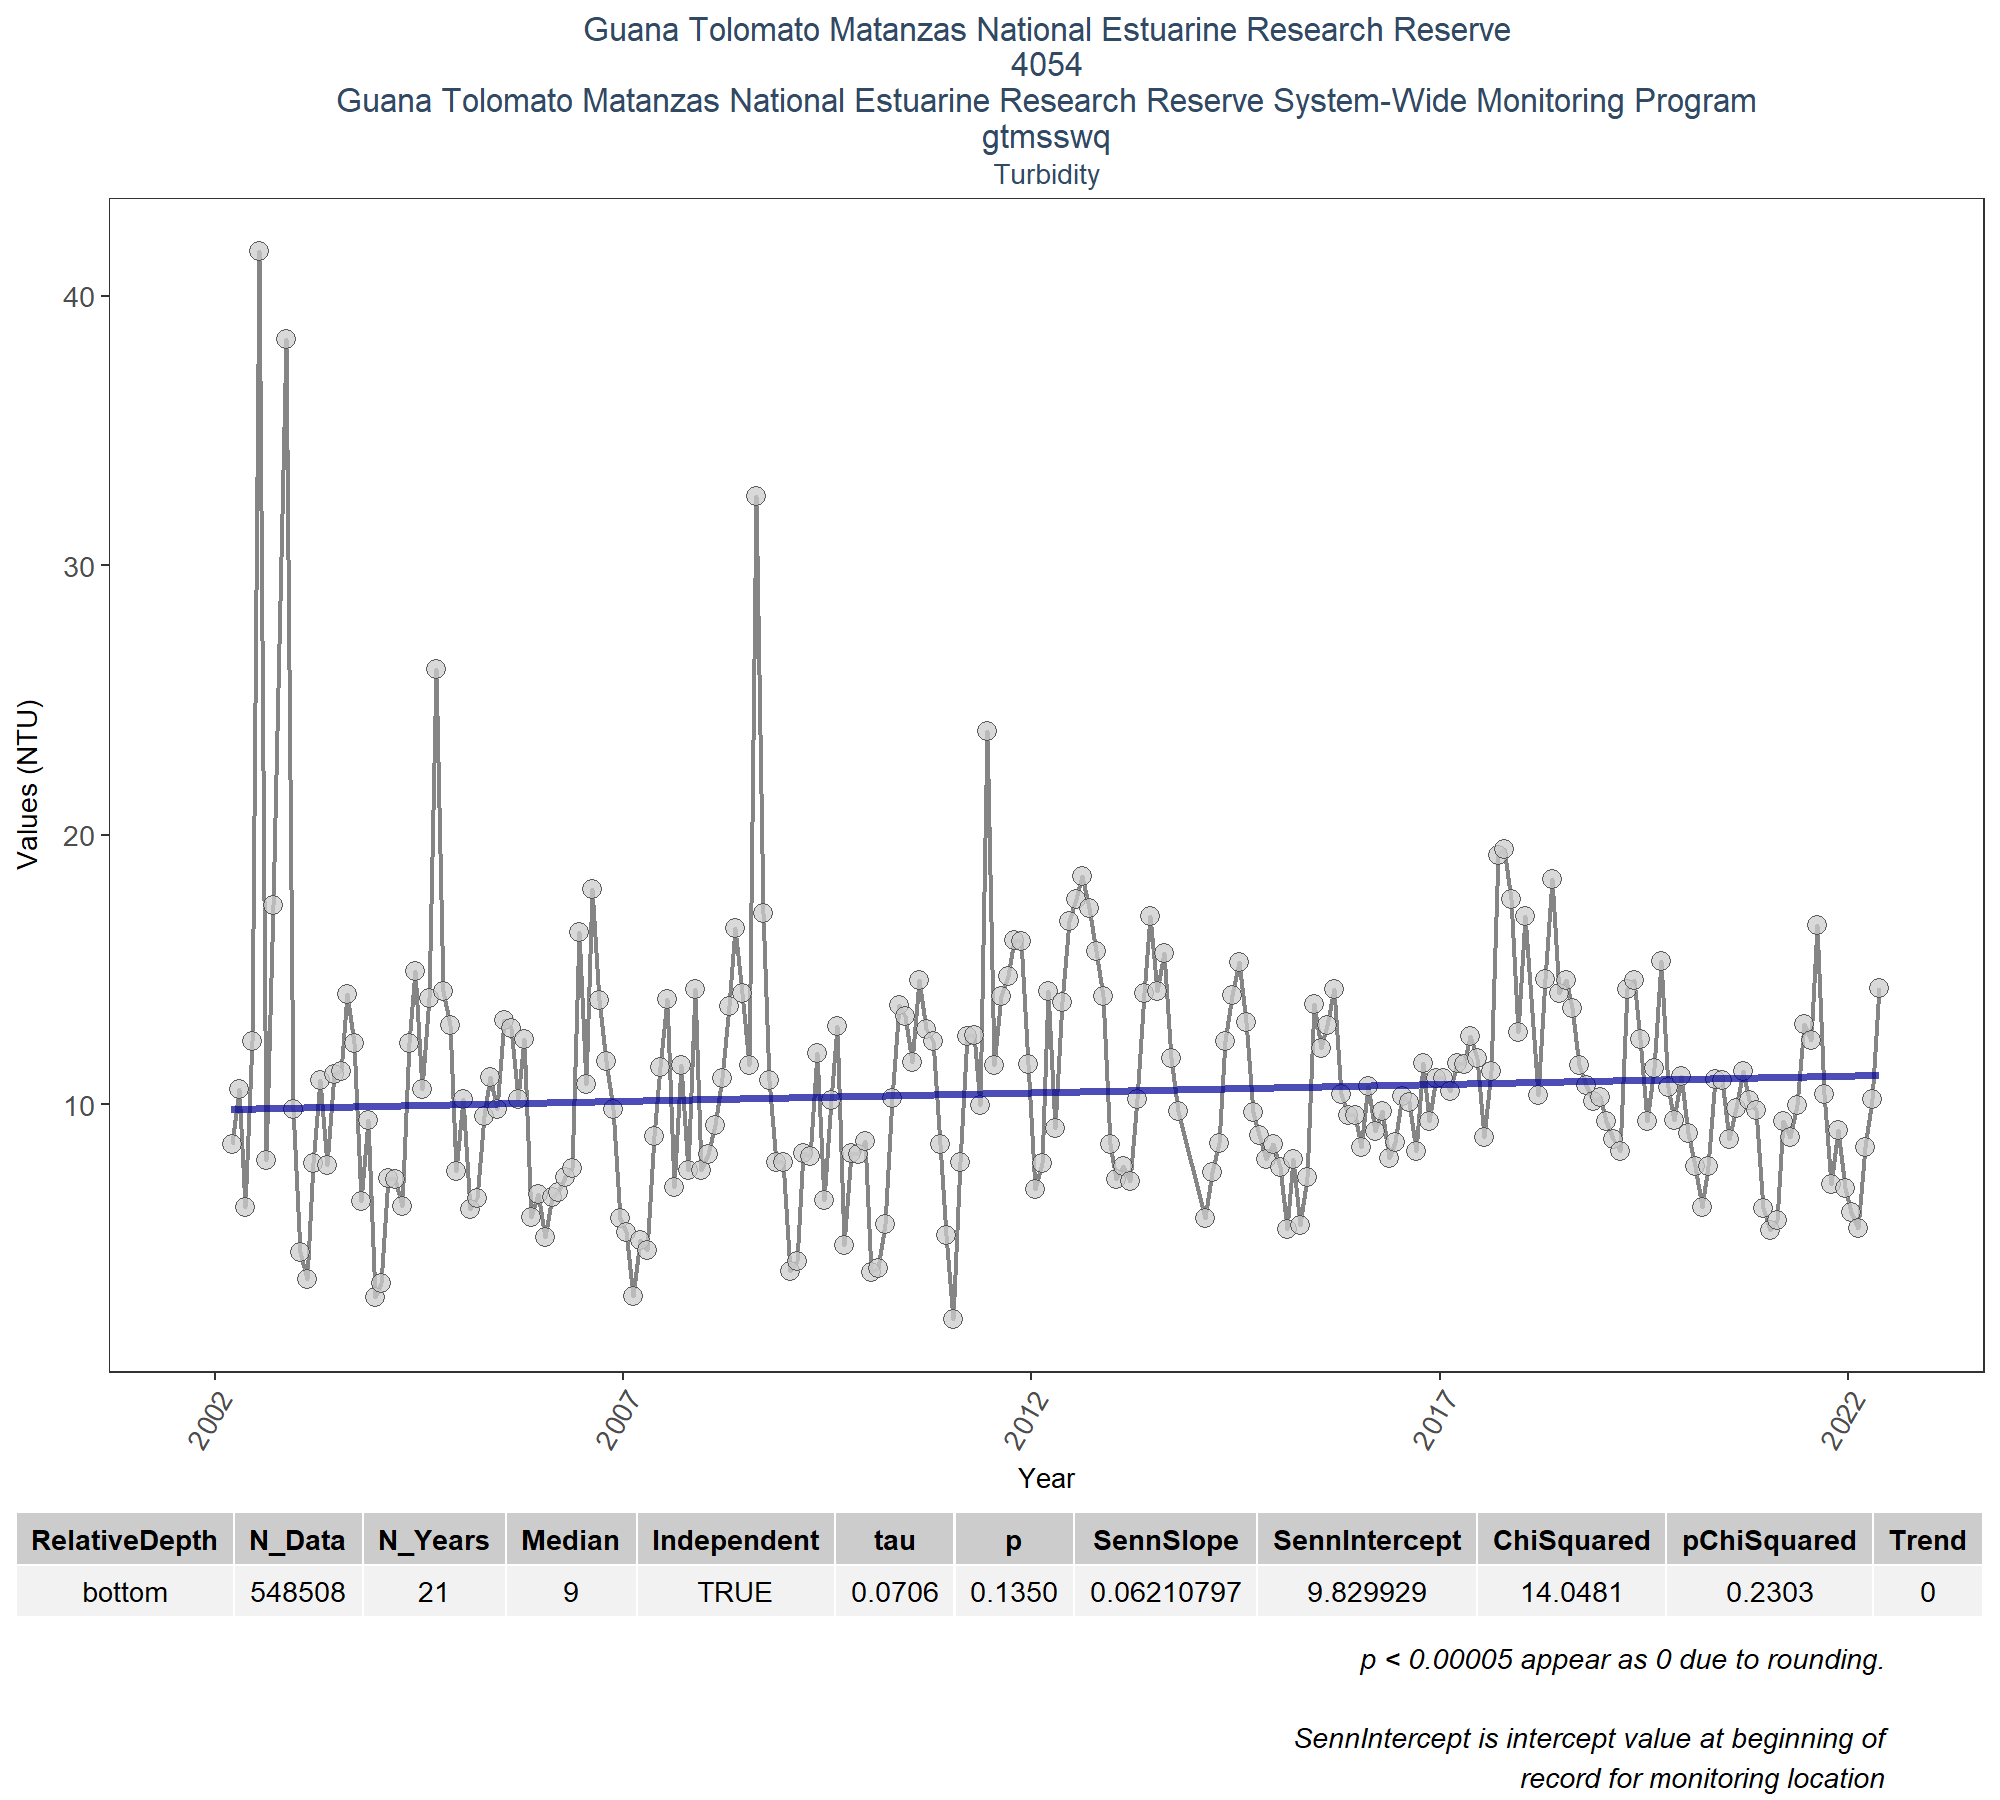 Guana Tolomato Matanzas National Estuarine Research Reserve
4054
Guana Tolomato Matanzas National Estuarine Research Reserve System-Wide Monitoring Program
gtmsswq
Turbidity
40
30
20
10
Values (NTU)
2002 2007 2012 2017 2022
Year
RelativeDepth N_Data N_Years Median Independent tau p SennSlope SennIntercept ChiSquared pChiSquared Trend
bottom 548508 21 9 TRUE 0.0706 0.1350 0.06210797 9.829929 14.0481 0.2303 0
p < 0.00005 appear as 0 due to rounding.
SennIntercept is intercept value at beginning of
record for monitoring location